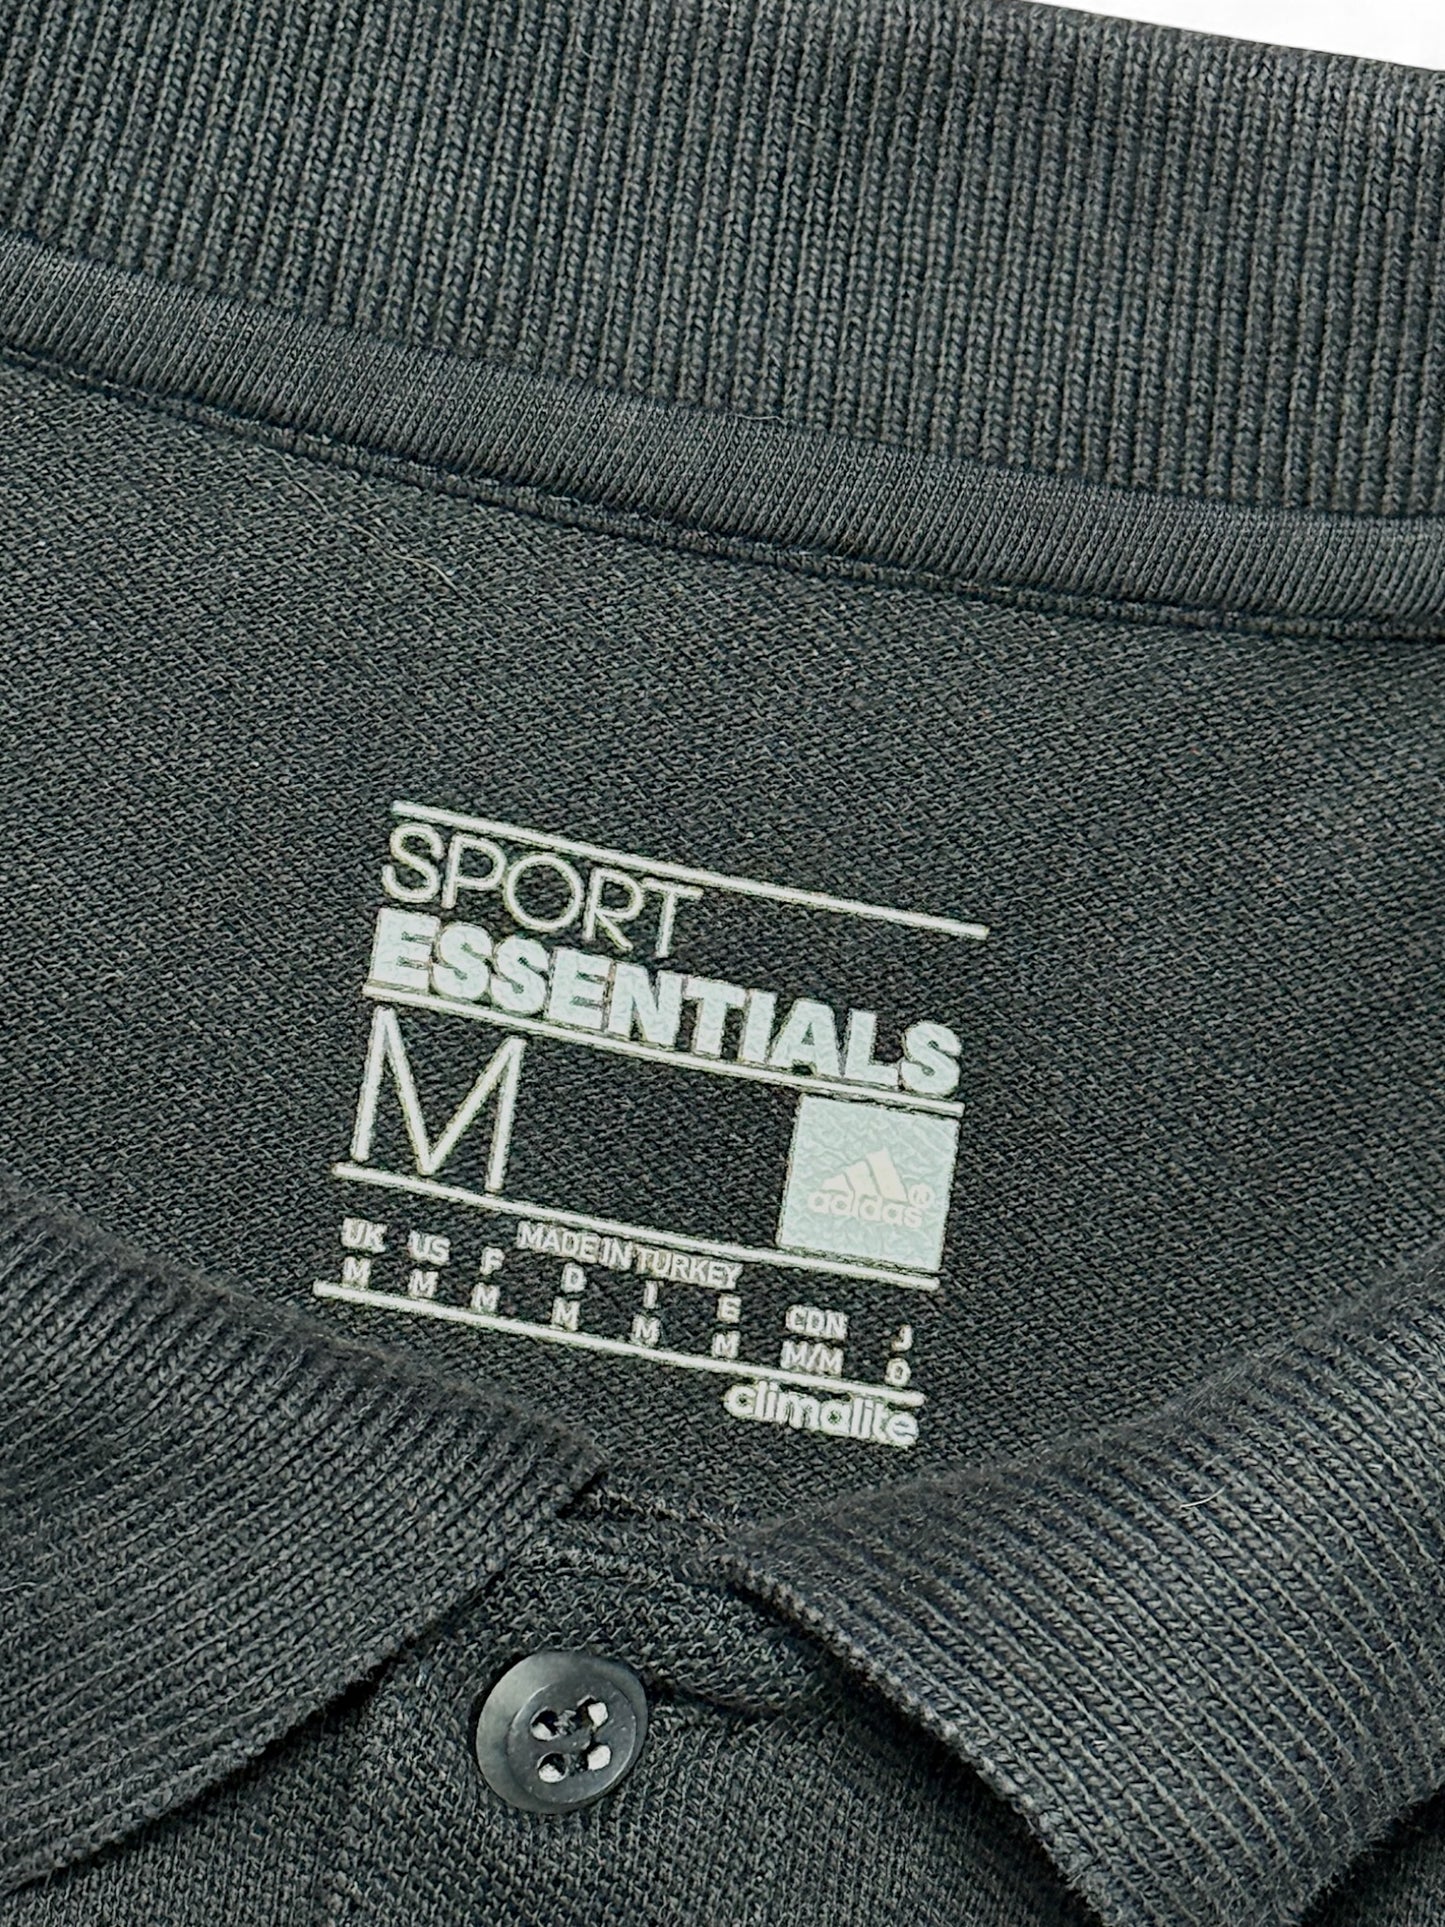 SPORT
ESSENTIALS
M
adidas®
MADE IN TURKEY
UK US F D I E CDN J
M M M M M M M/M O
climalite